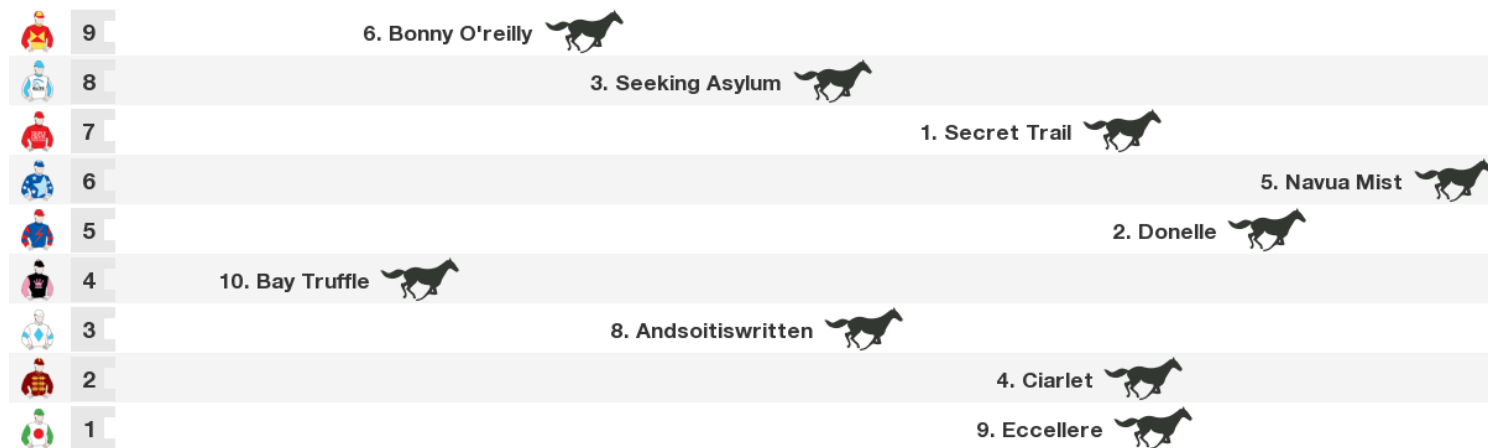 9 6. Bonny O'reilly
8 3. Seeking Asylum
7 1. Secret Trail
6 5. Navua Mist
5 2. Donelle
4 10. Bay Truffle
3 8. Andsoitiswritten
2 4. Ciarlet
1 9. Eccellere